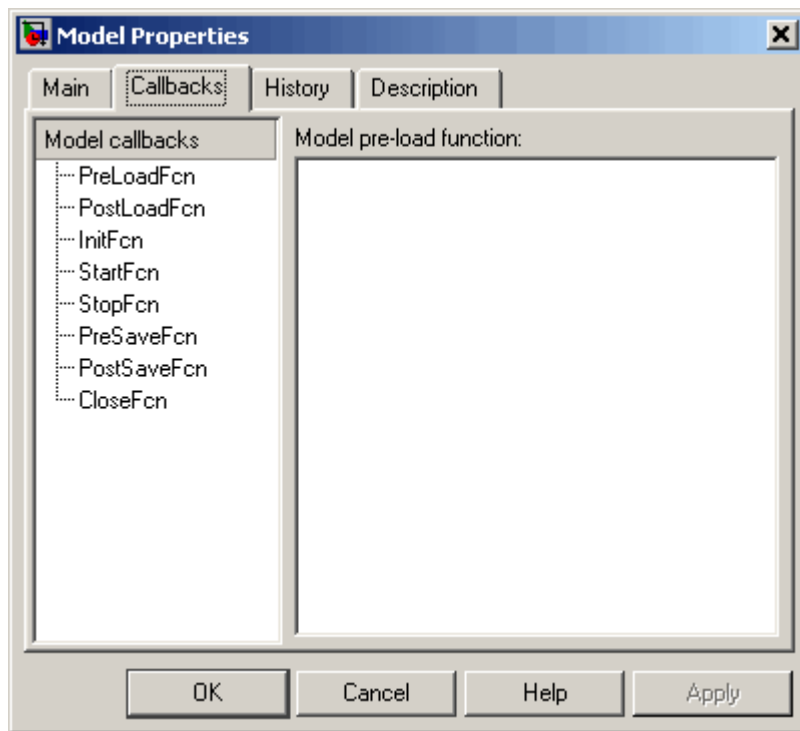 Model Properties
Main Callbacks History Description
Model callbacks
PreLoadFcn
PostLoadFcn
InitFcn
StartFcn
StopFcn
PreSaveFcn
PostSaveFcn
CloseFcn
Model pre-load function:
OK Cancel Help Apply